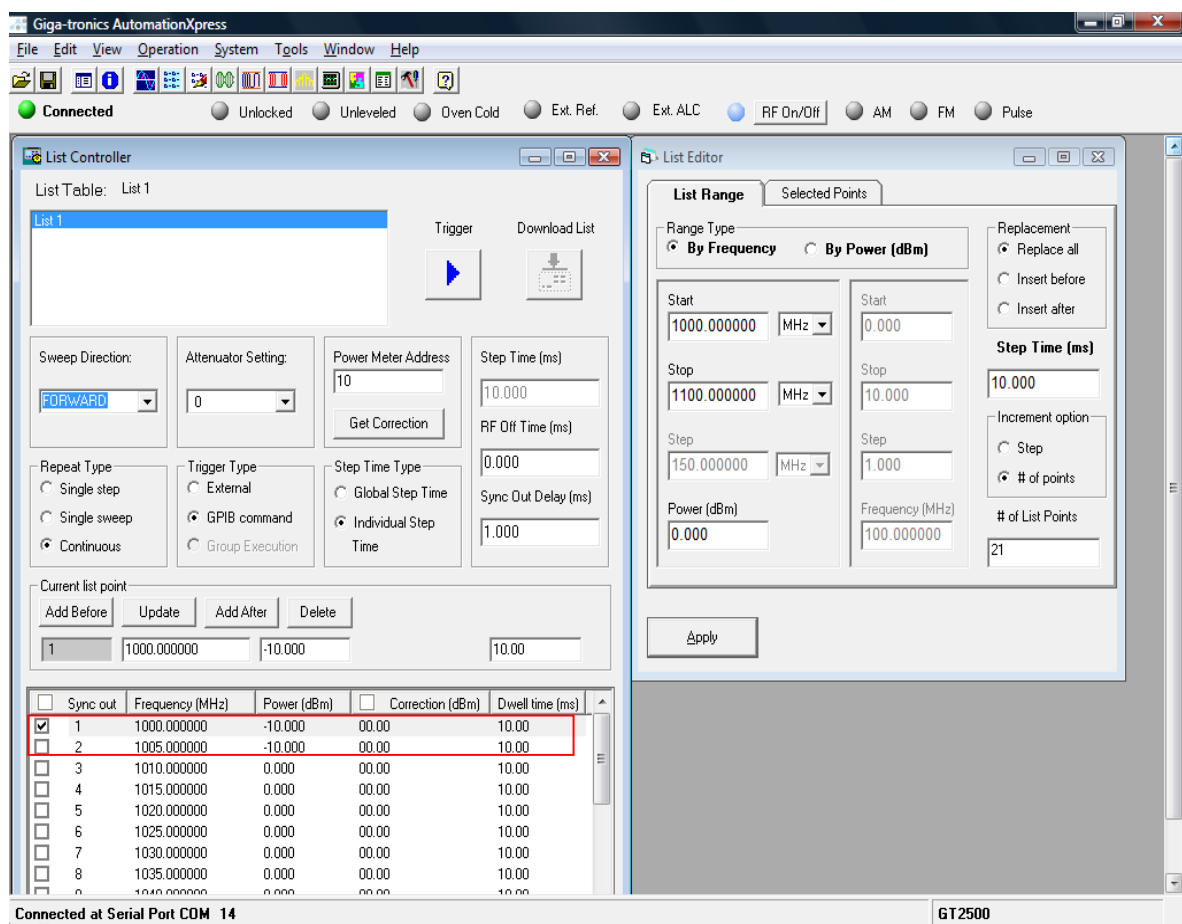 Giga-tronics AutomationXpress
File Edit View Operation System Tools Window Help
Connected Unlocked Unleveled Oven Cold Ext. Ref. Ext. ALC RF On/Off AM FM Pulse
List Controller
List Table: List 1
List 1
Trigger Download List
Sweep Direction:
FORWARD
Attenuator Setting:
0
Power Meter Address
10
Get Correction
Step Time (ms)
10.000
RF Off Time (ms)
0.000
Sync Out Delay (ms)
1.000
Repeat Type
Single step
Single sweep
Continuous
Trigger Type
External
GPIB command
Group Execution
Step Time Type
Global Step Time
Individual Step
Time
Current list point
Add Before Update Add After Delete
1 1000.000000 -10.000 10.00
Sync out Frequency (MHz) Power (dBm) Correction (dBm) Dwell time (ms)
1 1000.000000 -10.000 00.00 10.00
2 1005.000000 -10.000 00.00 10.00
3 1010.000000 0.000 00.00 10.00
4 1015.000000 0.000 00.00 10.00
5 1020.000000 0.000 00.00 10.00
6 1025.000000 0.000 00.00 10.00
7 1030.000000 0.000 00.00 10.00
8 1035.000000 0.000 00.00 10.00
List Editor
List Range Selected Points
Range Type
By Frequency By Power (dBm)
Start
1000.000000 MHz
Stop
1100.000000 MHz
Step
150.000000 MHz
Power (dBm)
0.000
Start
0.000
Stop
10.000
Step
1.000
Frequency (MHz)
100.000000
Replacement
Replace all
Insert before
Insert after
Step Time (ms)
10.000
Increment option
Step
# of points
# of List Points
21
Apply
Connected at Serial Port COM 14
GT2500